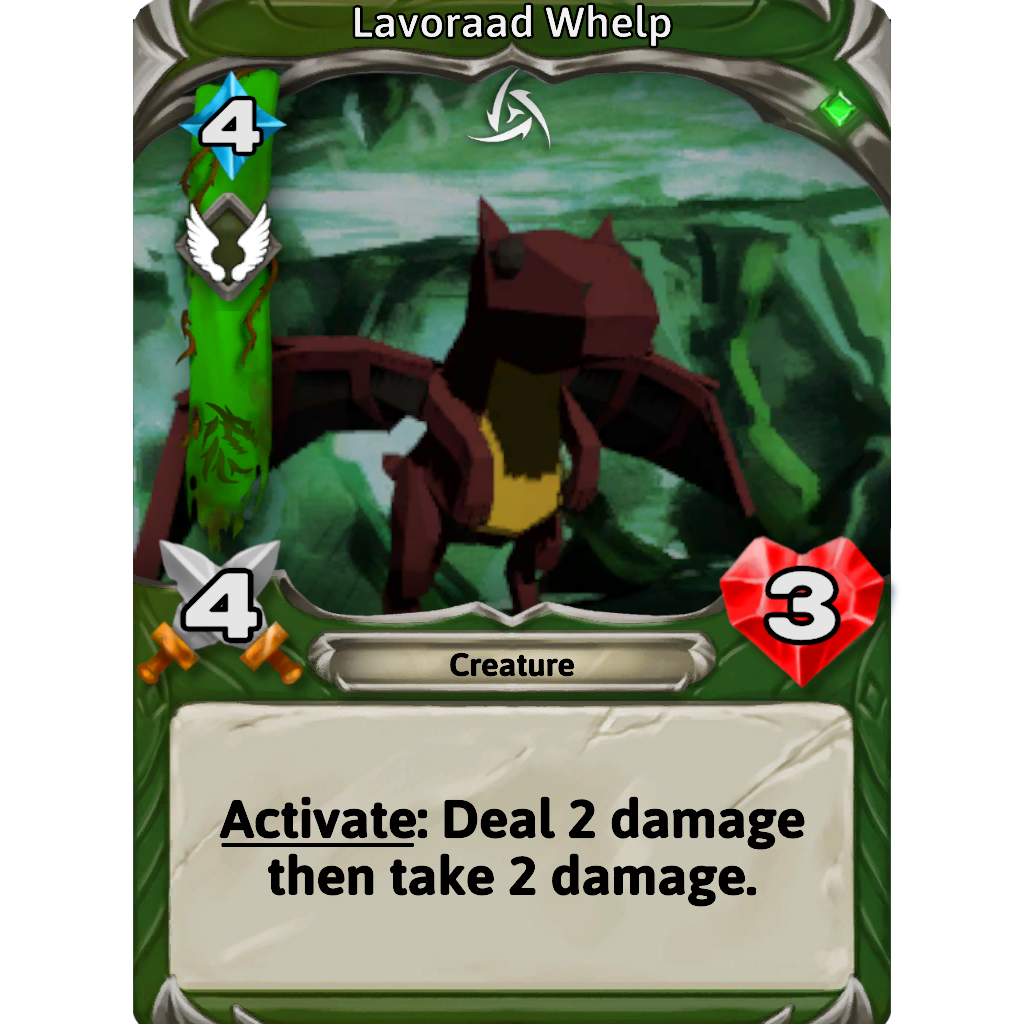 Lavoraad Whelp
4
4
3
Creature
Activate: Deal 2 damage
then take 2 damage.